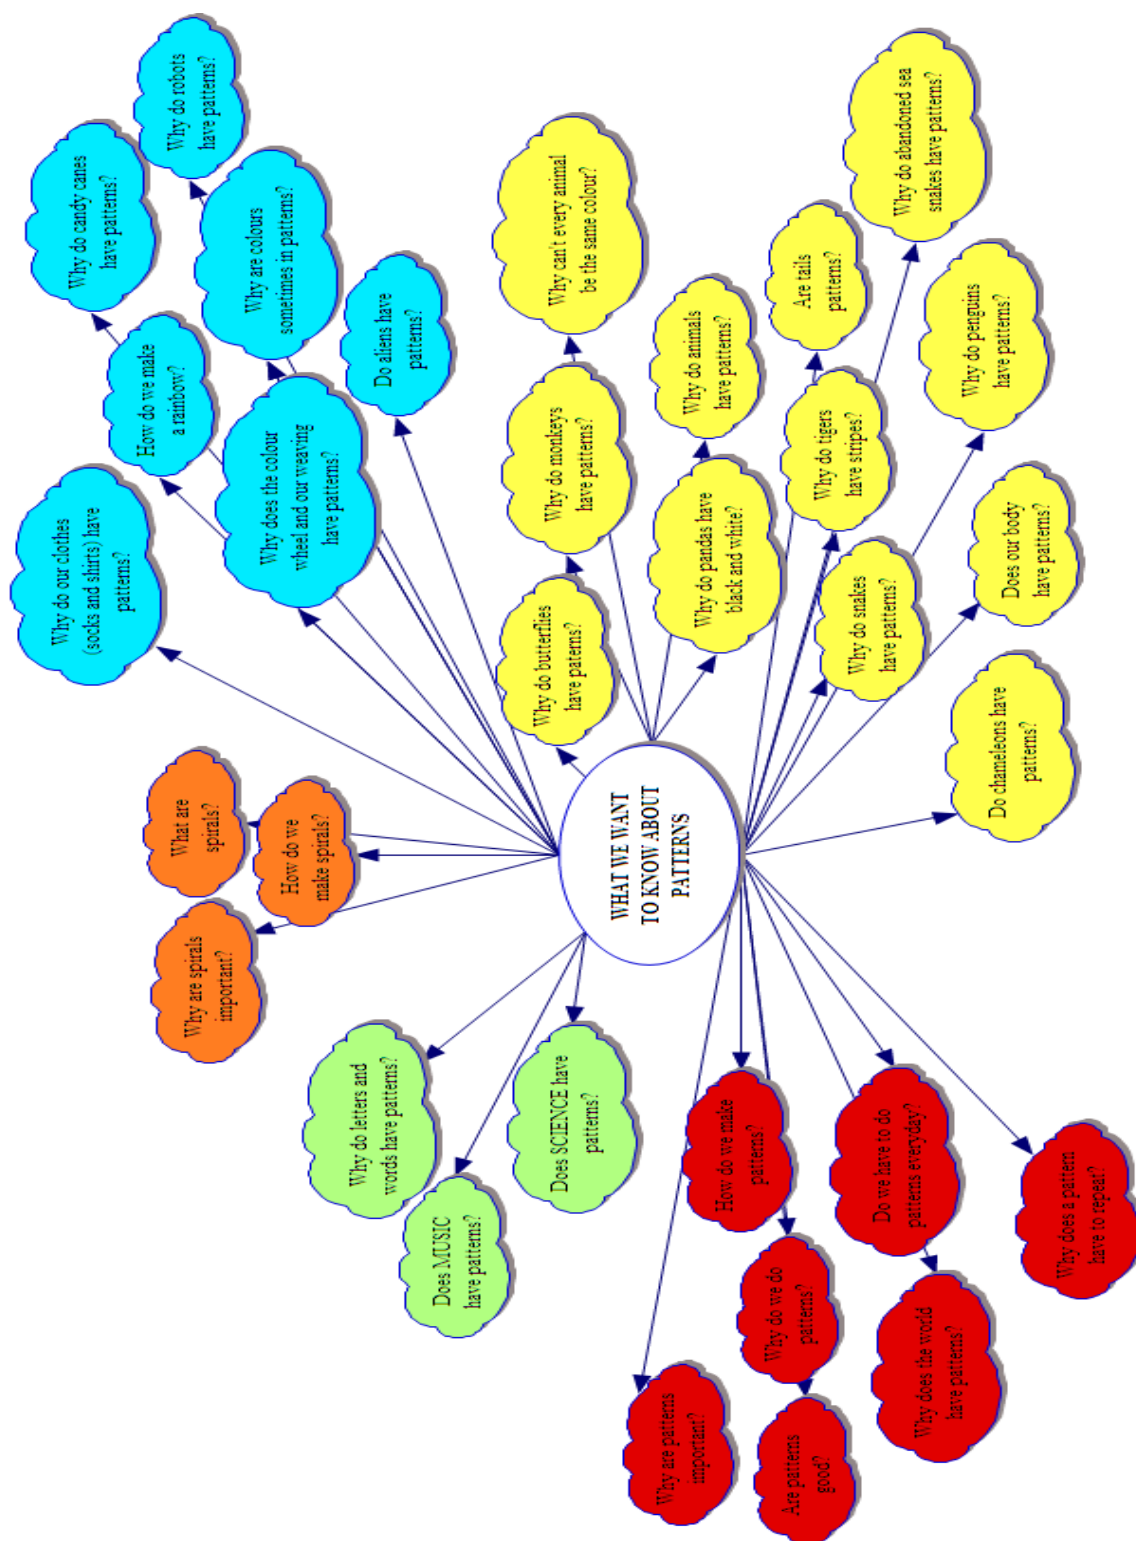 WHAT WE WANT
TO KNOW ABOUT
PATTERNS
Why are spirals
important?
What are
spirals?
How do we
make spirals?
Why do our clothes
(socks and shirts) have
patterns?
How do we make
a rainbow?
Why do candy canes
have patterns?
Why do robots
have patterns?
Why are colours
sometimes in patterns?
Why does the colour
wheel and our weaving
have patterns?
Do aliens have
patterns?
Why do butterflies
have paterns?
Why do monkeys
have patterns?
Why can't every animal
be the same colour?
Why do pandas have
black and white?
Why do animals
have patterns?
Are tails
patterns?
Why do tigers
have stripes?
Why do snakes
have patterns?
Why do abandoned sea
snakes have patterns?
Why do penguins
have patterns?
Does our body
have patterns?
Do chameleons have
patterns?
Why does a pattern
have to repeat?
Do we have to do
patterns everyday?
Why does the world
have patterns?
How do we make
patterns?
Why do we do
patterns?
Are patterns
good?
Why are patterns
important?
Does SCIENCE have
patterns?
Does MUSIC
have patterns?
Why do letters and
words have patterns?